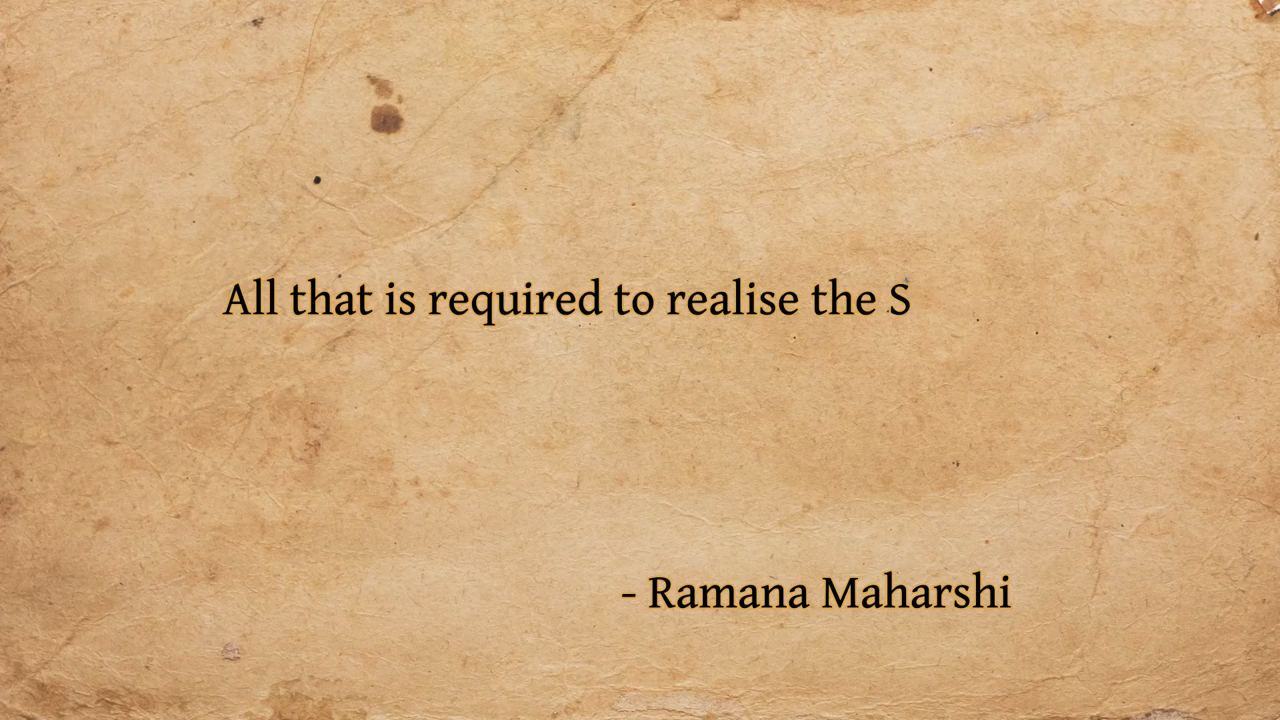 All that is required to realise the S
- Ramana Maharshi